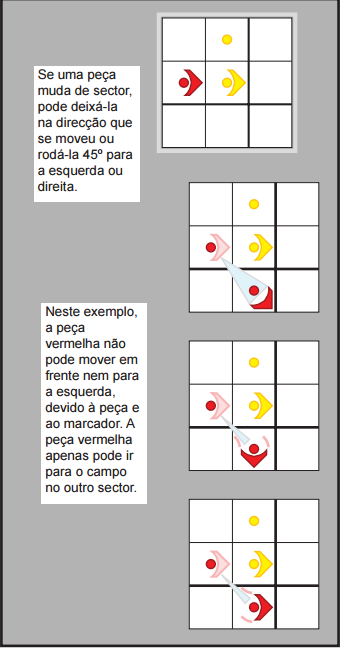 Se uma peça
muda de sector,
pode deixá-la
na direcção que
se moveu ou
rodá-la 45º para
a esquerda ou
direita.
Neste exemplo,
a peça
vermelha não
pode mover em
frente nem para
a esquerda,
devido à peça e
ao marcador. A
peça vermelha
apenas pode ir
para o campo
no outro sector.